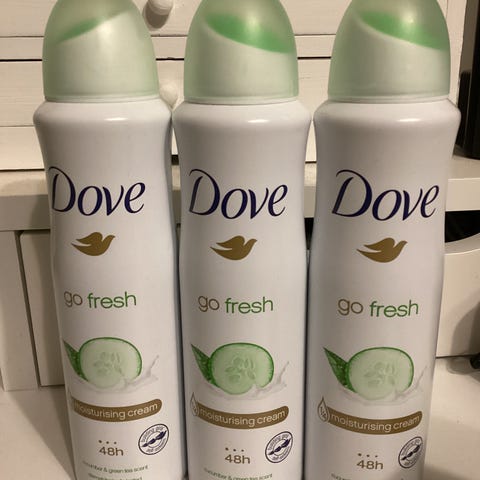 Dove
go fresh
moisturising cream
48h
cucumber & green tea scent
Dove
go fresh
moisturising cream
48h
cucumber & green tea scent
Dove
go fresh
moisturising cream
48h